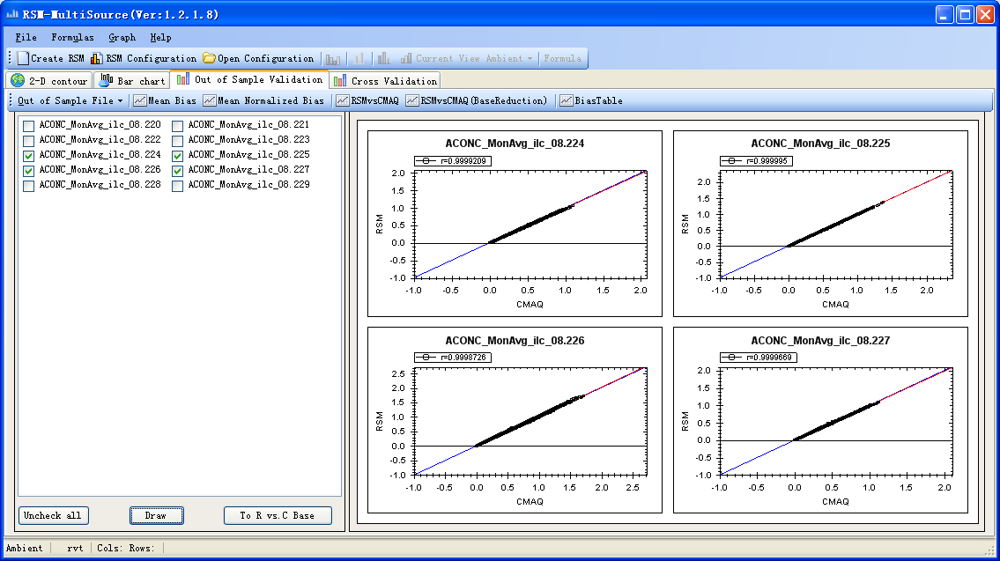 RSM-MultiSource(Ver:1.2.1.8)
File Formulas Graph Help
Create RSM RSM Configuration Open Configuration Current View Ambient Formula
2-D contour Bar chart Out of Sample Validation Cross Validation
Out of Sample File Mean Bias Mean Normalized Bias RSMvsCMAQ RSMvsCMAQ(BaseReduction) BiasTable
ACONC_MonAvg_ilc_08.220 ACONC_MonAvg_ilc_08.221
ACONC_MonAvg_ilc_08.222 ACONC_MonAvg_ilc_08.223
ACONC_MonAvg_ilc_08.224 ACONC_MonAvg_ilc_08.225
ACONC_MonAvg_ilc_08.226 ACONC_MonAvg_ilc_08.227
ACONC_MonAvg_ilc_08.228 ACONC_MonAvg_ilc_08.229
Uncheck all Draw To R vs.C Base
ACONC_MonAvg_ilc_08.224
r=0.9999209
2.0
1.5
1.0
0.5
0.0
-0.5
-1.0
RSM
-1.0 -0.5 0.0 0.5 1.0 1.5 2.0
CMAQ
ACONC_MonAvg_ilc_08.225
r=0.999995
2.0
1.5
1.0
0.5
0.0
-0.5
-1.0
RSM
-1.0 -0.5 0.0 0.5 1.0 1.5 2.0
CMAQ
ACONC_MonAvg_ilc_08.226
r=0.9998726
2.5
2.0
1.5
1.0
0.5
0.0
-0.5
-1.0
RSM
-1.0 -0.5 0.0 0.5 1.0 1.5 2.0 2.5
CMAQ
ACONC_MonAvg_ilc_08.227
r=0.9999669
2.0
1.5
1.0
0.5
0.0
-0.5
-1.0
RSM
-1.0 -0.5 0.0 0.5 1.0 1.5 2.0
CMAQ
Ambient rvt Cols: Rows: